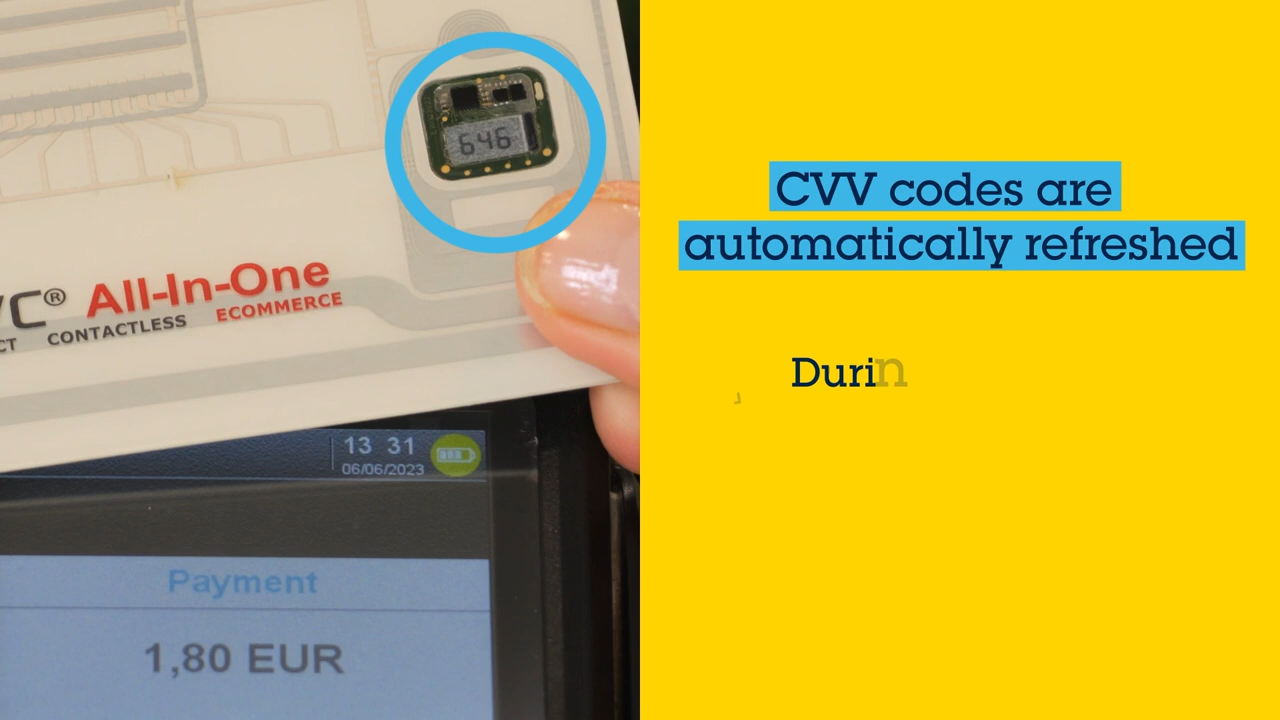 646
All-In-One
CONTACTLESS ECOMMERCE
13 31
06/06/2023
Payment
1,80 EUR
CVV codes are
automatically refreshed
Durin